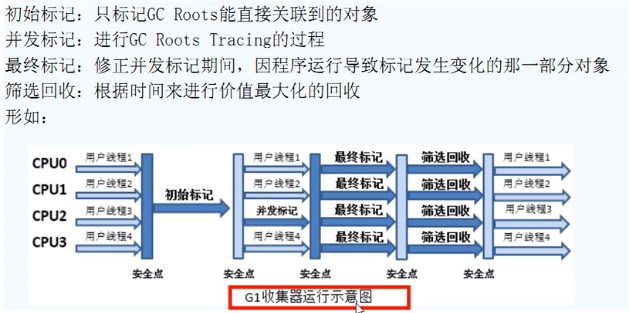 初始标记：只标记GC Roots能直接关联到的对象
并发标记：进行GC Roots Tracing的过程
最终标记：修正并发标记期间，因程序运行导致标记发生变化的那一部分对象
筛选回收：根据时间来进行价值最大化的回收
形如：
CPU0 用户线程1 用户线程1 最终标记 筛选回收 用户线程1
CPU1 用户线程2 初始标记 用户线程2 最终标记 筛选回收 用户线程2
CPU2 用户线程3 并发标记 最终标记 筛选回收 用户线程3
CPU3 用户线程4 用户线程4 最终标记 筛选回收 用户线程4
安全点 安全点 安全点 安全点 安全点
G1收集器运行示意图